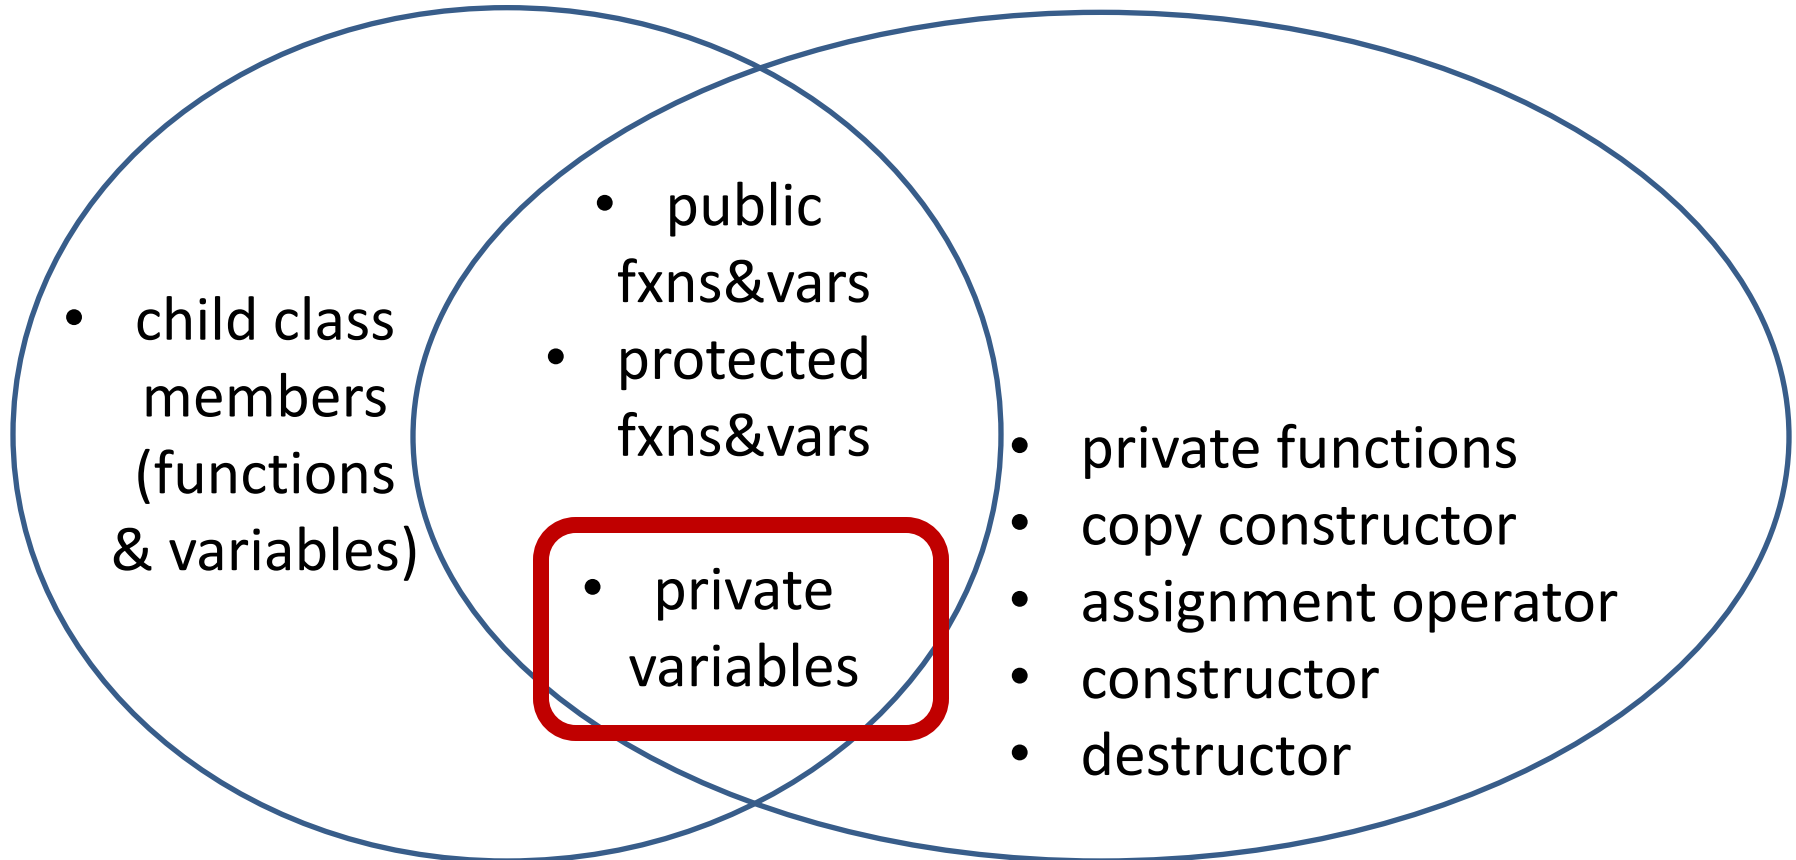 • child class
members
(functions
& variables)
• public
fxns&vars
• protected
fxns&vars
• private
variables
• private functions
• copy constructor
• assignment operator
• constructor
• destructor